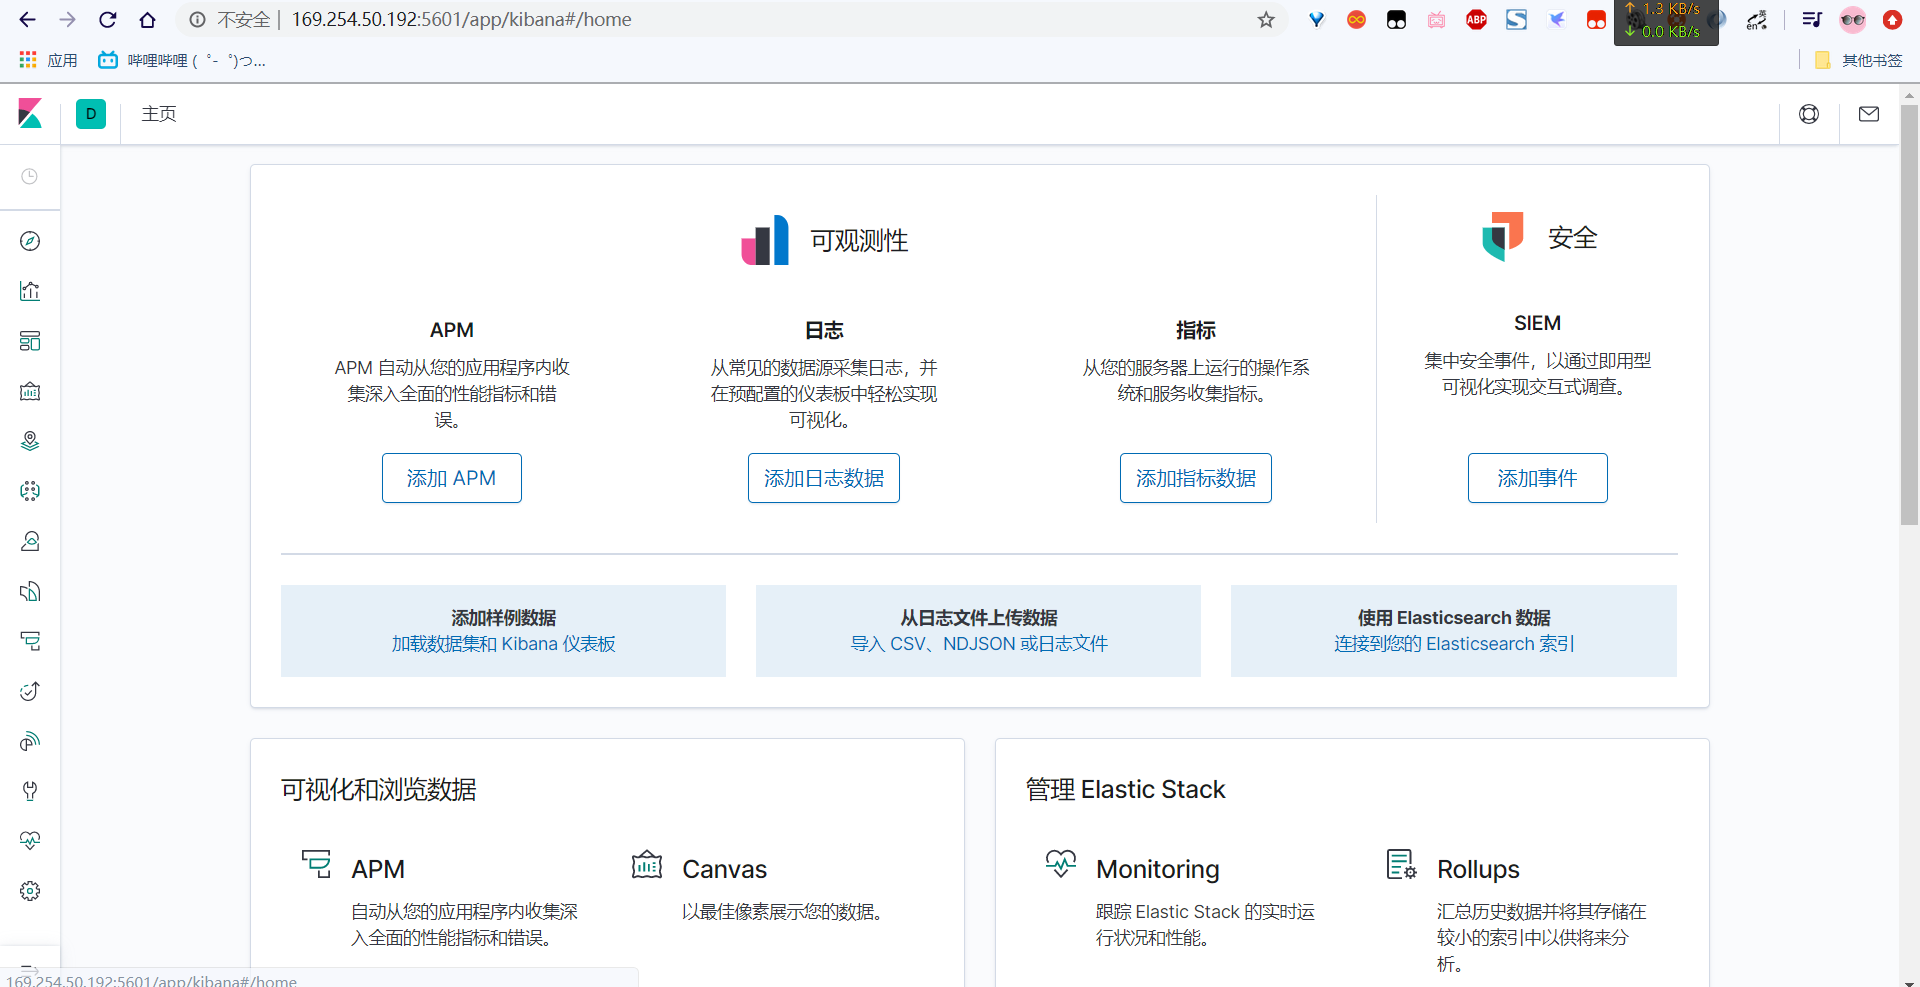 不安全 | 169.254.50.192:5601/app/kibana#/home
ABP
en 英
↑ 1.3 KB/s
↓ 0.0 KB/s
应用
哔哩哔哩 ( ゜- ゜)つ...
其他书签
D
主页
可观测性
安全
APM
APM 自动从您的应用程序内收
集深入全面的性能指标和错
误。
添加 APM
日志
从常见的数据源采集日志，并
在预配置的仪表板中轻松实现
可视化。
添加日志数据
指标
从您的服务器上运行的操作系
统和服务收集指标。
添加指标数据
SIEM
集中安全事件，以通过即用型
可视化实现交互式调查。
添加事件
添加样例数据
加载数据集和 Kibana 仪表板
从日志文件上传数据
导入 CSV、NDJSON 或日志文件
使用 Elasticsearch 数据
连接到您的 Elasticsearch 索引
可视化和浏览数据
APM
自动从您的应用程序内收集深
入全面的性能指标和错误。
Canvas
以最佳像素展示您的数据。
管理 Elastic Stack
Monitoring
跟踪 Elastic Stack 的实时运
行状况和性能。
Rollups
汇总历史数据并将其存储在
较小的索引中以供将来分
析。
169.254.50.192:5601/app/kibana#/home